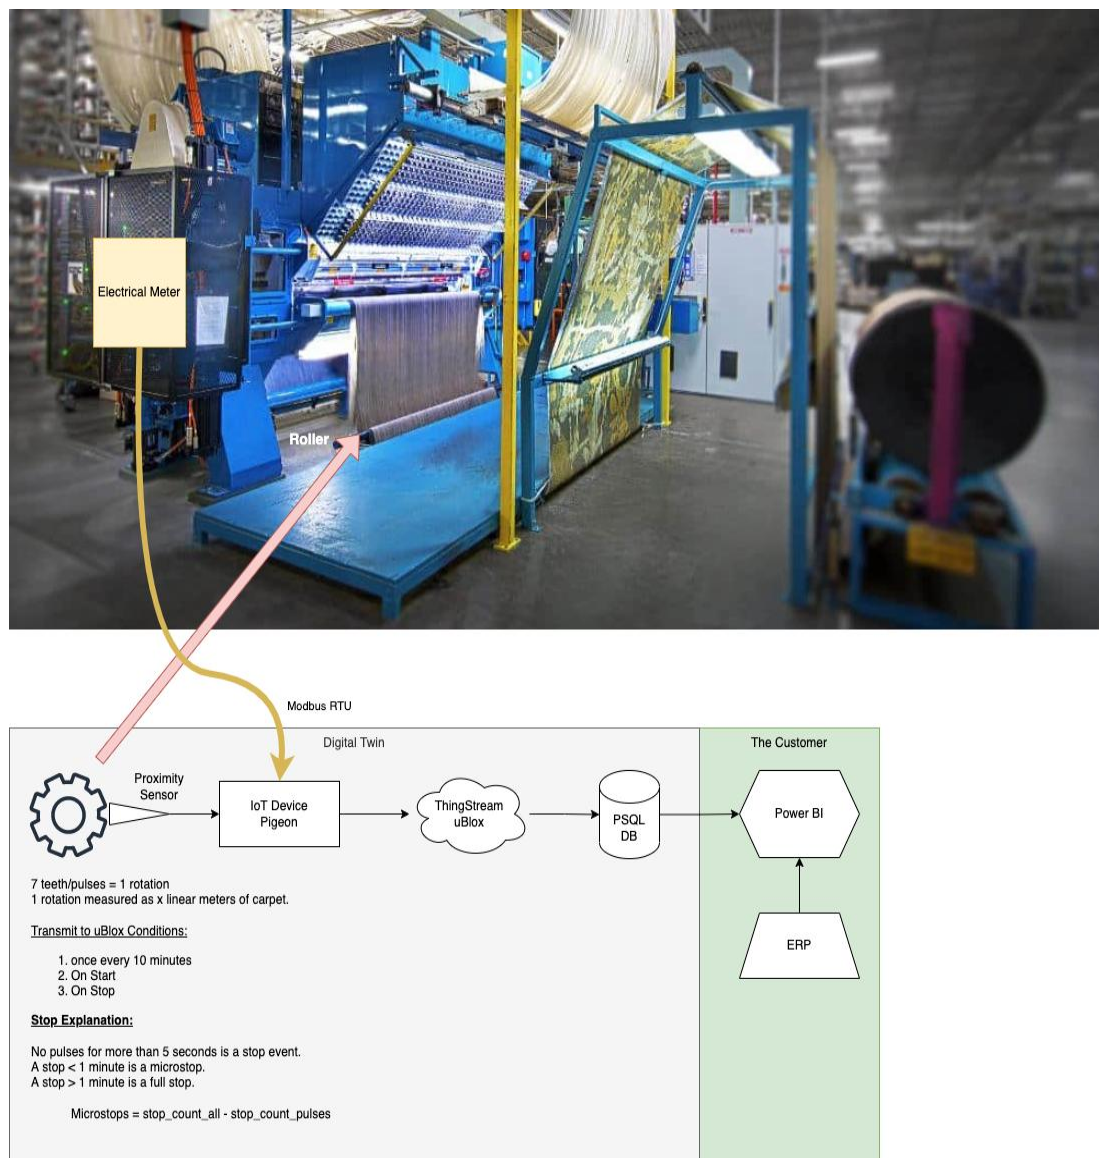 Electrical Meter
Roller
Modbus RTU
Digital Twin
The Customer
Proximity
Sensor
IoT Device
Pigeon
ThingStream
uBlox
PSQL
DB
Power BI
7 teeth/pulses = 1 rotation
1 rotation measured as x linear meters of carpet.
Transmit to uBlox Conditions:
ERP
1. once every 10 minutes
2. On Start
3. On Stop
Stop Explanation:
No pulses for more than 5 seconds is a stop event.
A stop < 1 minute is a microstop.
A stop > 1 minute is a full stop.
Microstops = stop_count_all - stop_count_pulses